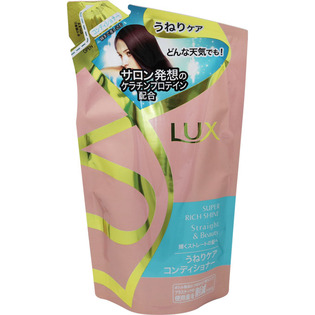 うねりケア
どんな天気でも!
サロン発想の
ケラチンプロテイン
配合
LUX
SUPER
RICH SHINE
Straight
& Beauty
うねりケア
コンディショナー